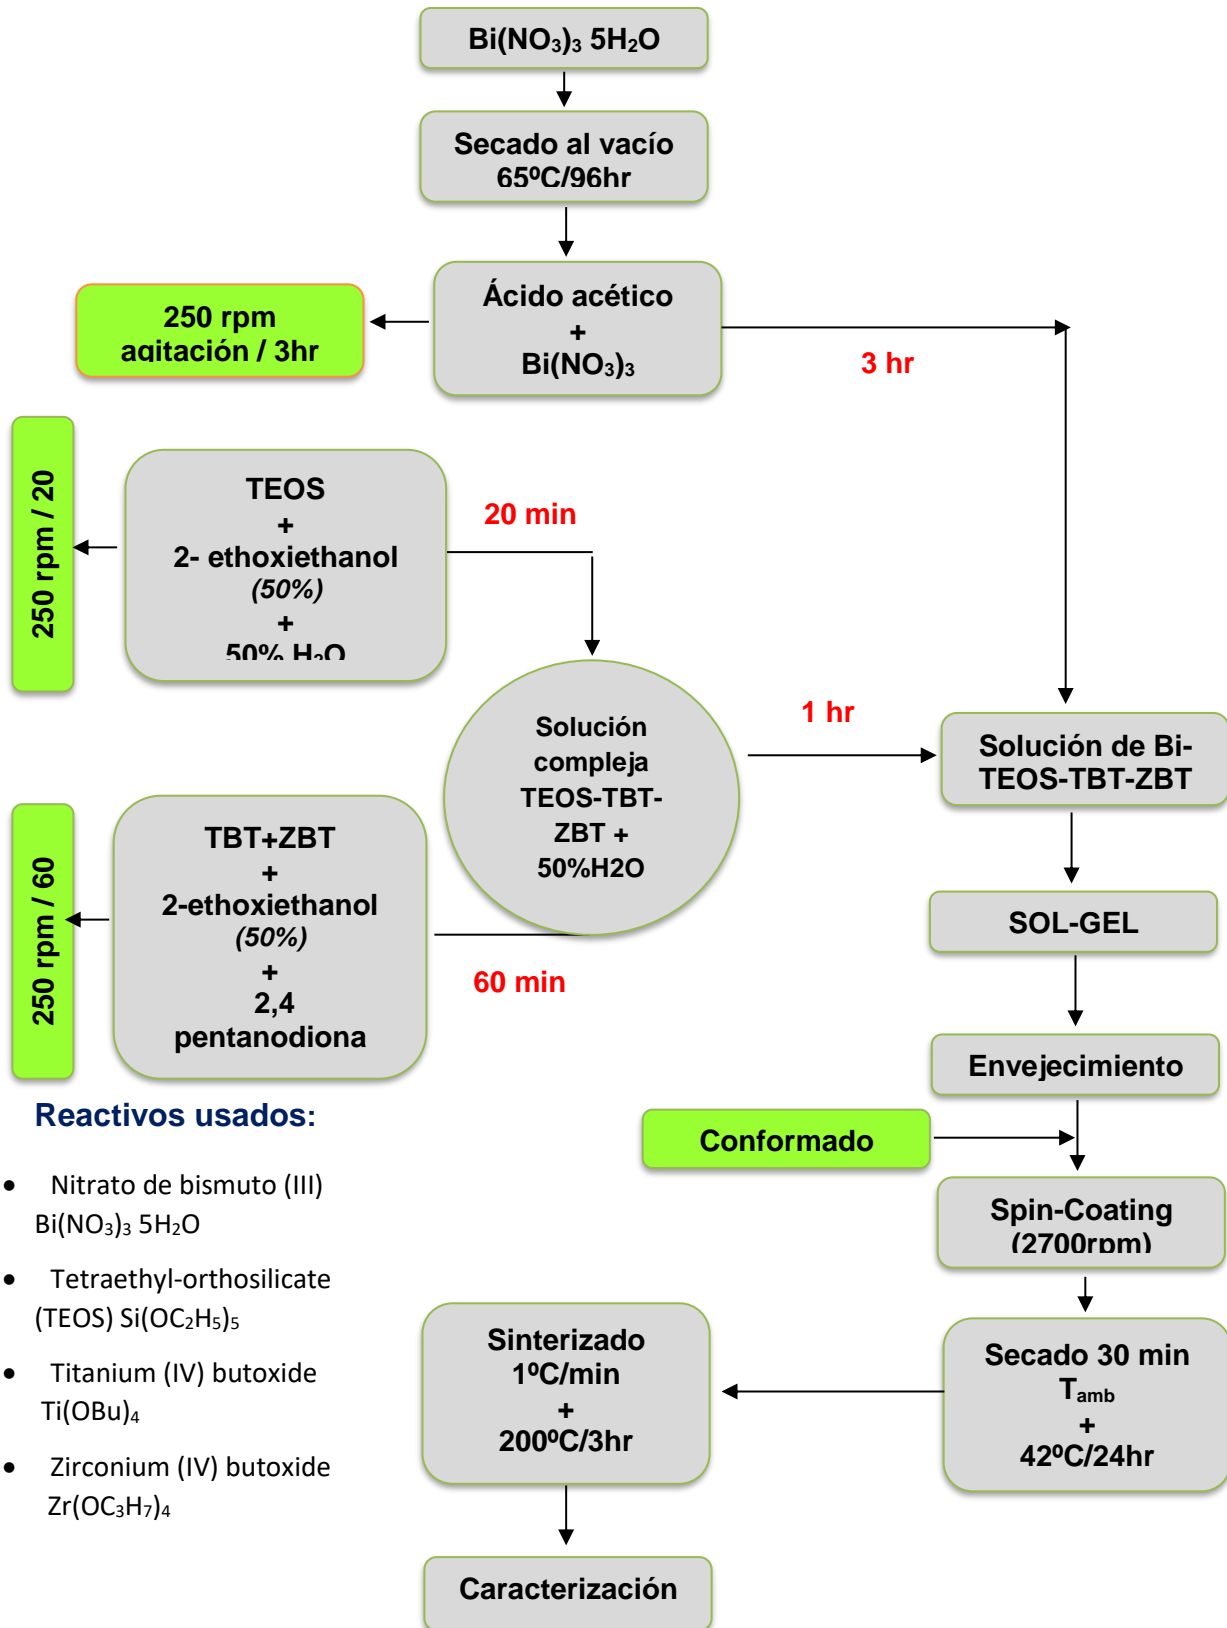 Bi(NO₃)₃ 5H₂O
Secado al vacío
65ºC/96hr
Ácido acético
+
Bi(NO₃)₃
250 rpm
agitación / 3hr
3 hr
250 rpm / 20
TEOS
+
2- ethoxiethanol
(50%)
+
50% H₂O
20 min
Solución
compleja
TEOS-TBT-
ZBT +
50%H2O
1 hr
Solución de Bi-
TEOS-TBT-ZBT
250 rpm / 60
TBT+ZBT
+
2-ethoxiethanol
(50%)
+
2,4
pentanodiona
60 min
SOL-GEL
Envejecimiento
Conformado
Spin-Coating
(2700rpm)
Secado 30 min
Tamb
+
42ºC/24hr
Sinterizado
1ºC/min
+
200ºC/3hr
Caracterización
Reactivos usados:
• Nitrato de bismuto (III)
Bi(NO₃)₃ 5H₂O
• Tetraethyl-orthosilicate
(TEOS) Si(OC₂H₅)₅
• Titanium (IV) butoxide
Ti(OBu)₄
• Zirconium (IV) butoxide
Zr(OC₃H₇)₄